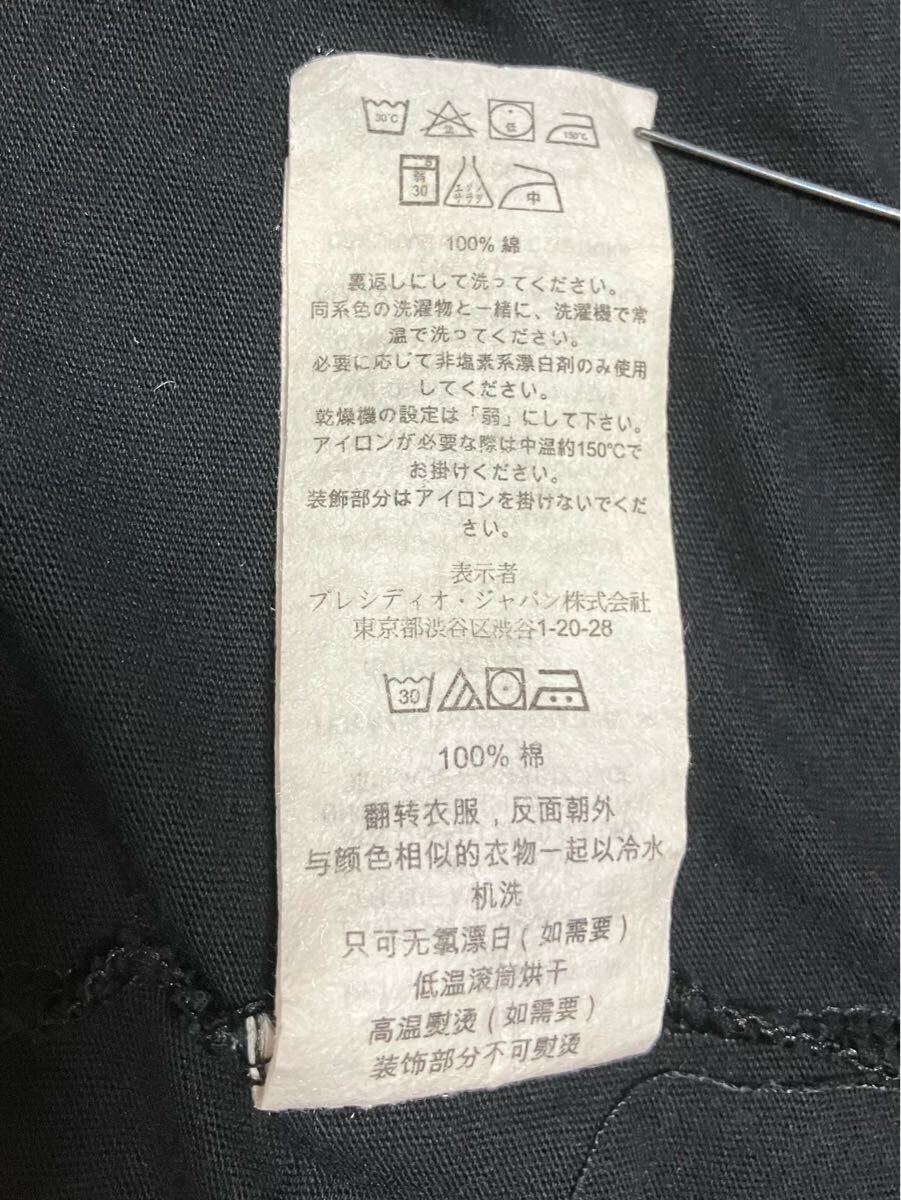 30℃ 低 150℃
弱 30 エンソ サラシ 中
100% 綿
裏返しにして洗ってください。
同系色の洗濯物と一緒に、洗濯機で常
温で洗ってください。
必要に応じて非塩素系漂白剤のみ使用
してください。
乾燥機の設定は「弱」にして下さい。
アイロンが必要な際は中温約150℃で
お掛けください。
装飾部分はアイロンを掛けないでくだ
さい。
表示者
プレシディオ・ジャパン株式会社
東京都渋谷区渋谷1-20-28
30
100% 棉
翻转衣服，反面朝外
与颜色相似的衣物一起以冷水
机洗
只可无氯漂白(如需要)
低温滚筒烘干
高温熨烫(如需要)
装饰部分不可熨烫